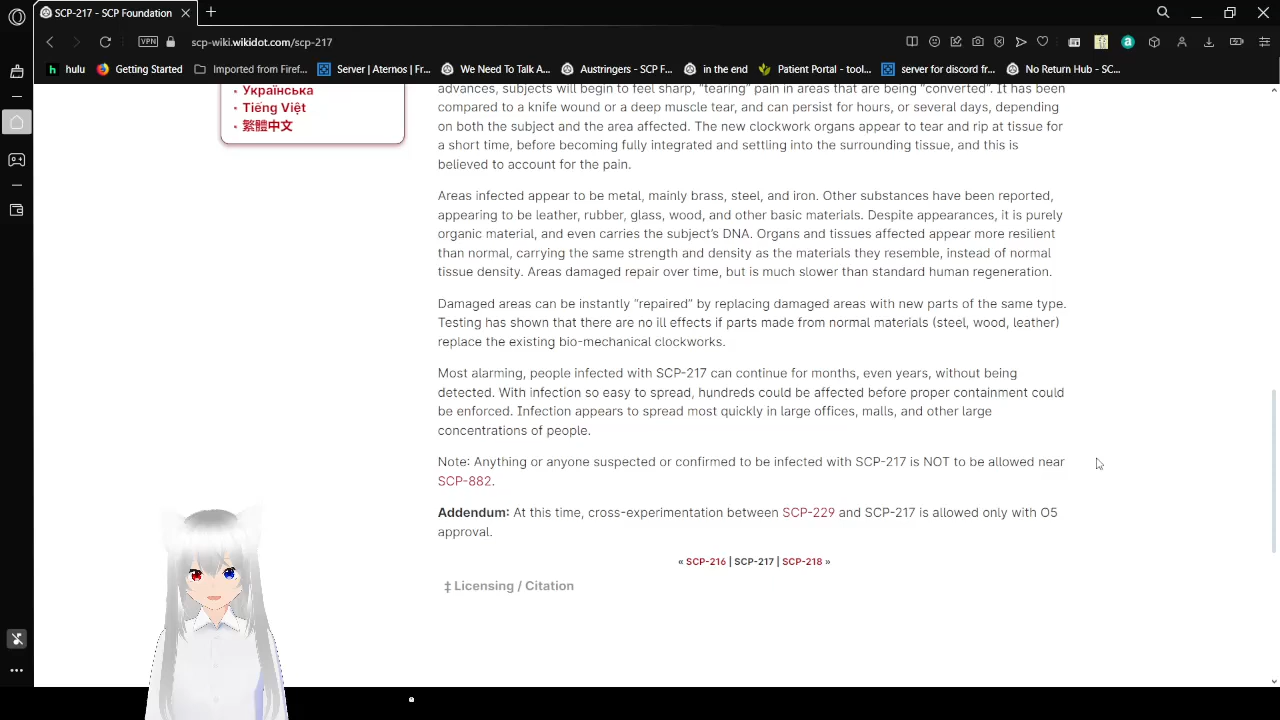 SCP-217 - SCP Foundation
VPN
scp-wiki.wikidot.com/scp-217
hulu
Getting Started
Imported from Firef...
Server | Aternos | Fr...
We Need To Talk A...
Austringers - SCP F...
in the end
Patient Portal - tool...
server for discord fr...
No Return Hub - SC...
Українська
Tiếng Việt
繁體中文
advances, subjects will begin to feel sharp, "tearing" pain in areas that are being "converted". It has been
compared to a knife wound or a deep muscle tear, and can persist for hours, or several days, depending
on both the subject and the area affected. The new clockwork organs appear to tear and rip at tissue for
a short time, before becoming fully integrated and settling into the surrounding tissue, and this is
believed to account for the pain.
Areas infected appear to be metal, mainly brass, steel, and iron. Other substances have been reported,
appearing to be leather, rubber, glass, wood, and other basic materials. Despite appearances, it is purely
organic material, and even carries the subject's DNA. Organs and tissues affected appear more resilient
than normal, carrying the same strength and density as the materials they resemble, instead of normal
tissue density. Areas damaged repair over time, but is much slower than standard human regeneration.
Damaged areas can be instantly "repaired" by replacing damaged areas with new parts of the same type.
Testing has shown that there are no ill effects if parts made from normal materials (steel, wood, leather)
replace the existing bio-mechanical clockworks.
Most alarming, people infected with SCP-217 can continue for months, even years, without being
detected. With infection so easy to spread, hundreds could be affected before proper containment could
be enforced. Infection appears to spread most quickly in large offices, malls, and other large
concentrations of people.
Note: Anything or anyone suspected or confirmed to be infected with SCP-217 is NOT to be allowed near
SCP-882.
Addendum: At this time, cross-experimentation between SCP-229 and SCP-217 is allowed only with O5
approval.
« SCP-216 | SCP-217 | SCP-218 »
‡ Licensing / Citation